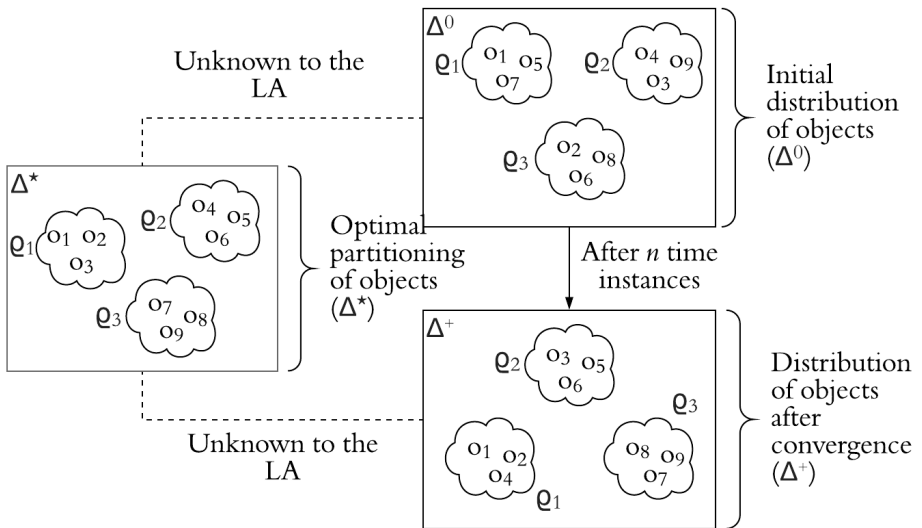 Δ⁰
ϱ1 o1 o5 o7
ϱ2 o4 o9 o3
ϱ3 o2 o8 o6
Initial
distribution
of objects
(Δ⁰)
Unknown to the
LA
Δ*
ϱ1 o1 o2 o3
ϱ2 o4 o5 o6
ϱ3 o7 o8 o9
Optimal
partitioning
of objects
(Δ*)
After n time
instances
Δ⁺
ϱ2 o3 o5 o6
ϱ1 o1 o2 o4
ϱ3 o8 o9 o7
Distribution
of objects
after
convergence
(Δ⁺)
Unknown to the
LA